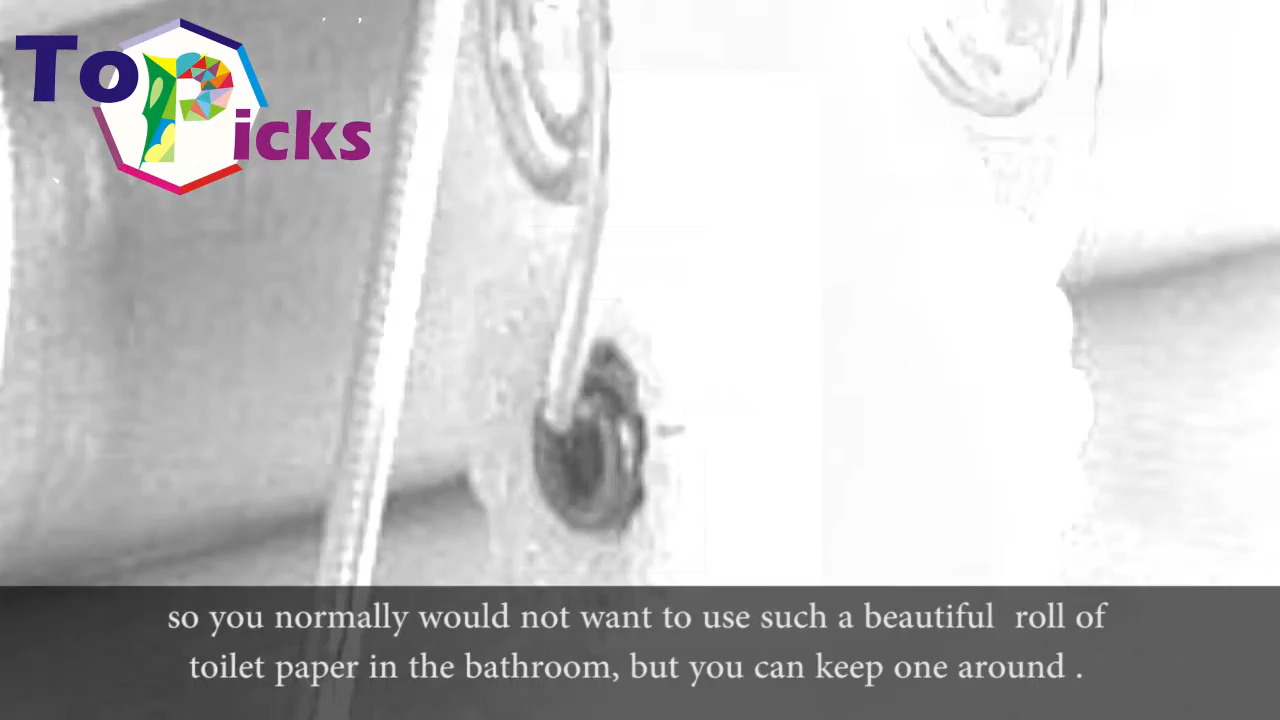 ToPicks
so you normally would not want to use such a beautiful roll of
toilet paper in the bathroom, but you can keep one around .